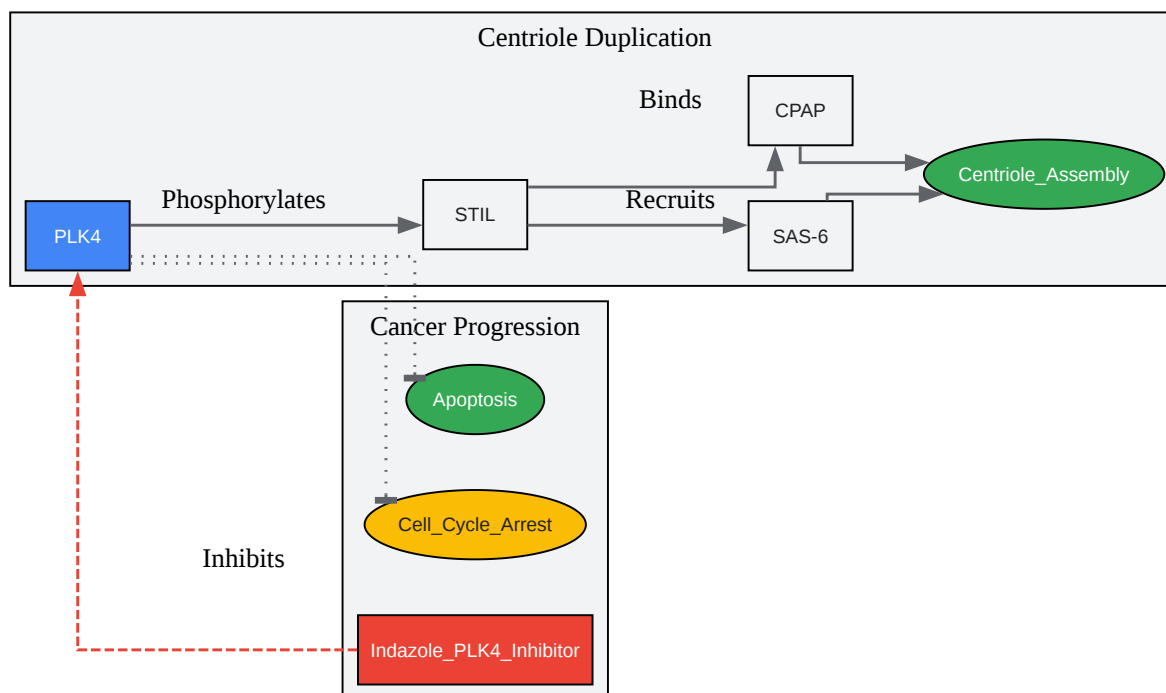 Centriole Duplication
Binds
CPAP
Centriole_Assembly
Phosphorylates
STIL
Recruits
PLK4
SAS-6
Cancer Progression
Apoptosis
Cell_Cycle_Arrest
Inhibits
Indazole_PLK4_Inhibitor